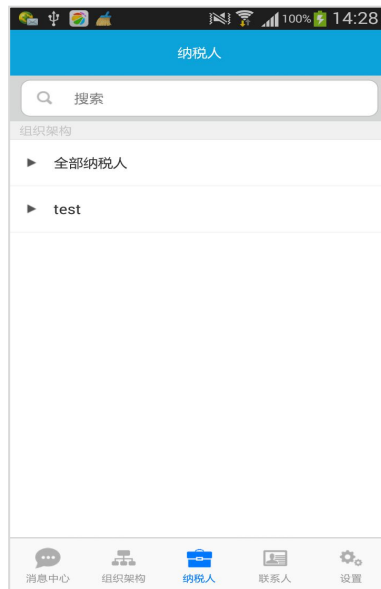 100% 14:28
纳税人
搜索
组织架构
全部纳税人
test
消息中心 组织架构 纳税人 联系人 设置